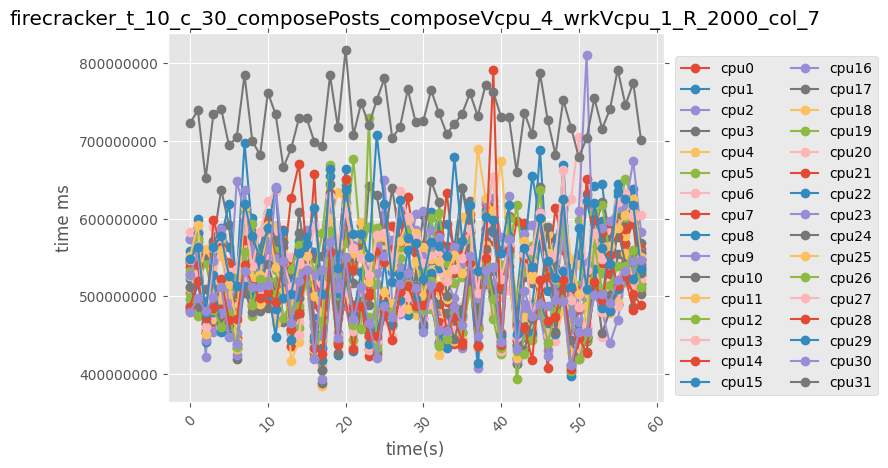 firecracker_t_10_c_30_composePosts_composeVcpu_4_wrkVcpu_1_R_2000_col_7
800000000
700000000
600000000
500000000
400000000
time ms
0
10
20
30
40
50
60
time(s)
cpu0
cpu1
cpu2
cpu3
cpu4
cpu5
cpu6
cpu7
cpu8
cpu9
cpu10
cpu11
cpu12
cpu13
cpu14
cpu15
cpu16
cpu17
cpu18
cpu19
cpu20
cpu21
cpu22
cpu23
cpu24
cpu25
cpu26
cpu27
cpu28
cpu29
cpu30
cpu31